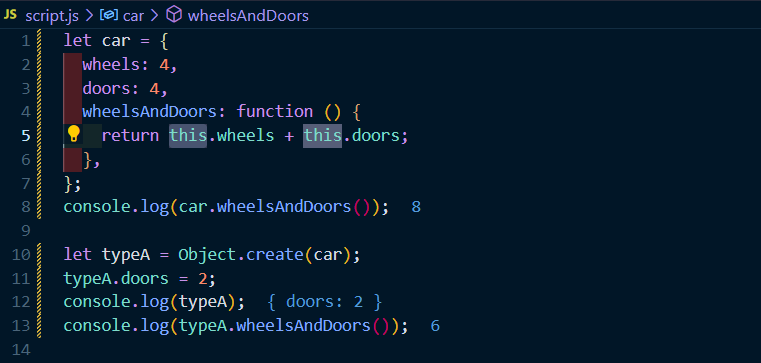 JS script.js > car > wheelsAndDoors
1 let car = {
2 wheels: 4,
3 doors: 4,
4 wheelsAndDoors: function () {
5 return this.wheels + this.doors;
6 },
7 };
8 console.log(car.wheelsAndDoors()); 8
9
10 let typeA = Object.create(car);
11 typeA.doors = 2;
12 console.log(typeA); { doors: 2 }
13 console.log(typeA.wheelsAndDoors()); 6
14